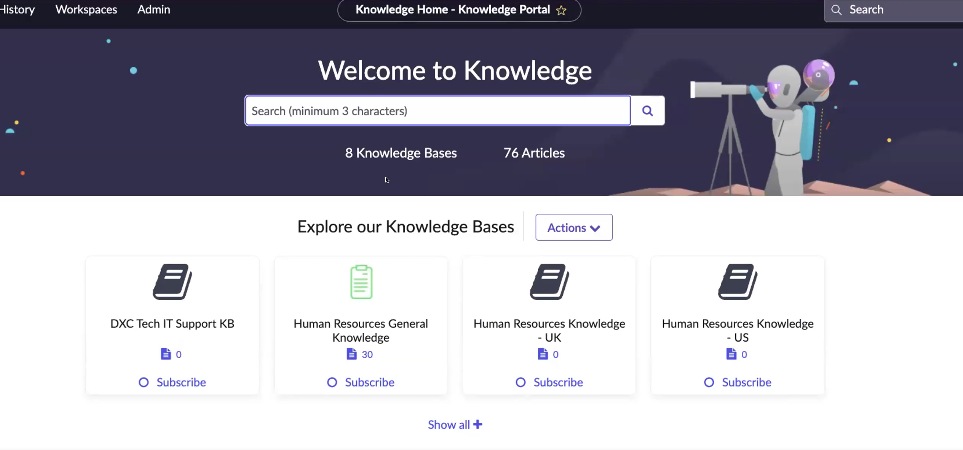 History Workspaces Admin Knowledge Home - Knowledge Portal Search
Welcome to Knowledge
Search (minimum 3 characters)
8 Knowledge Bases 76 Articles
Explore our Knowledge Bases Actions
DXC Tech IT Support KB
0
Subscribe
Human Resources General
Knowledge
30
Subscribe
Human Resources Knowledge
- UK
0
Subscribe
Human Resources Knowledge
- US
0
Subscribe
Show all